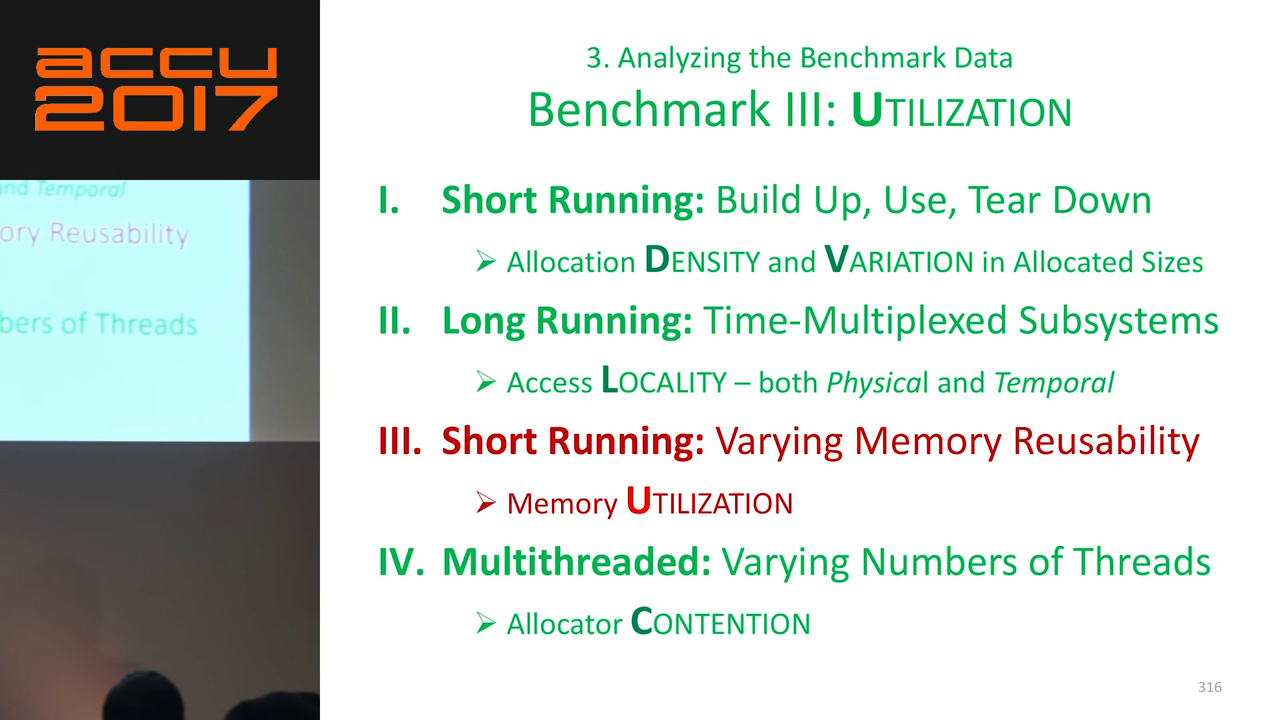 accu
2017
and Temporal
ory Reusability
bers of Threads
3. Analyzing the Benchmark Data
Benchmark III: UTILIZATION
I. Short Running: Build Up, Use, Tear Down
➢ Allocation DENSITY and VARIATION in Allocated Sizes
II. Long Running: Time-Multiplexed Subsystems
➢ Access LOCALITY – both Physical and Temporal
III. Short Running: Varying Memory Reusability
➢ Memory UTILIZATION
IV. Multithreaded: Varying Numbers of Threads
➢ Allocator CONTENTION
316